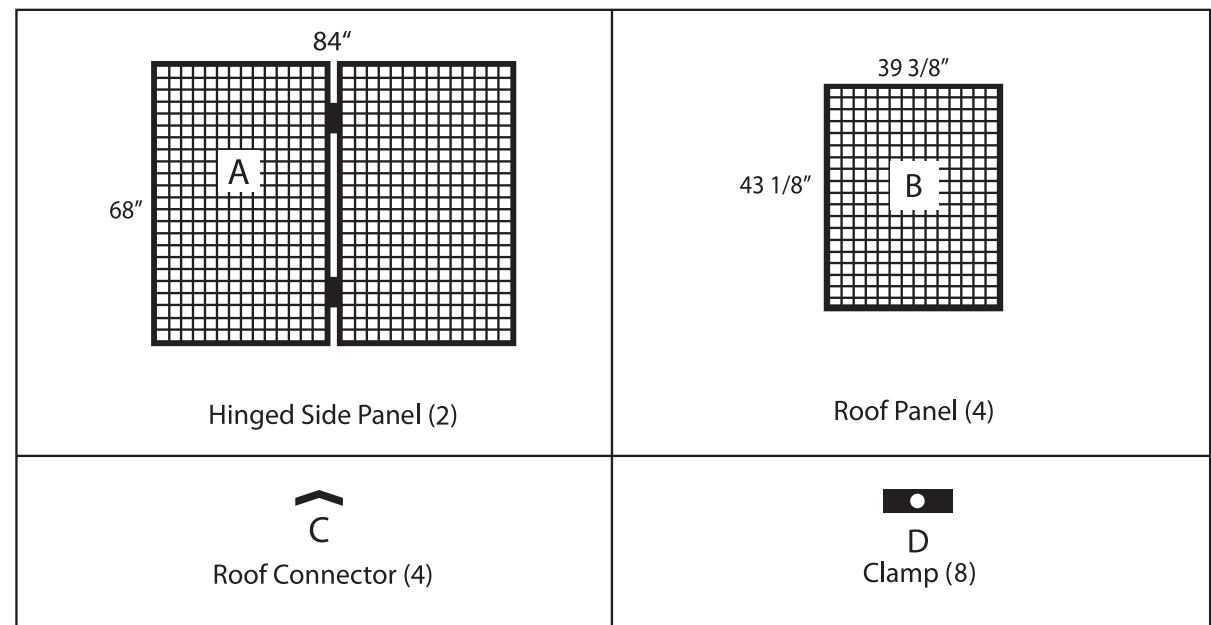 84“
A
68”
Hinged Side Panel (2)
39 3/8”
43 1/8”
B
Roof Panel (4)
C
Roof Connector (4)
D
Clamp (8)